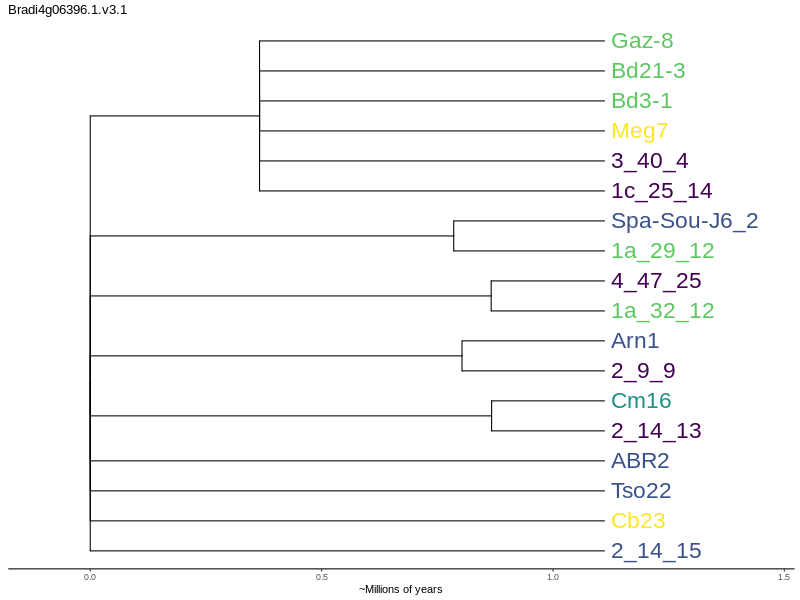 Bradi4g06396.1.v3.1
Gaz-8
Bd21-3
Bd3-1
Meg7
3_40_4
1c_25_14
Spa-Sou-J6_2
1a_29_12
4_47_25
1a_32_12
Arn1
2_9_9
Cm16
2_14_13
ABR2
Tso22
Cb23
2_14_15
0.0 0.5 1.0 1.5
~Millions of years